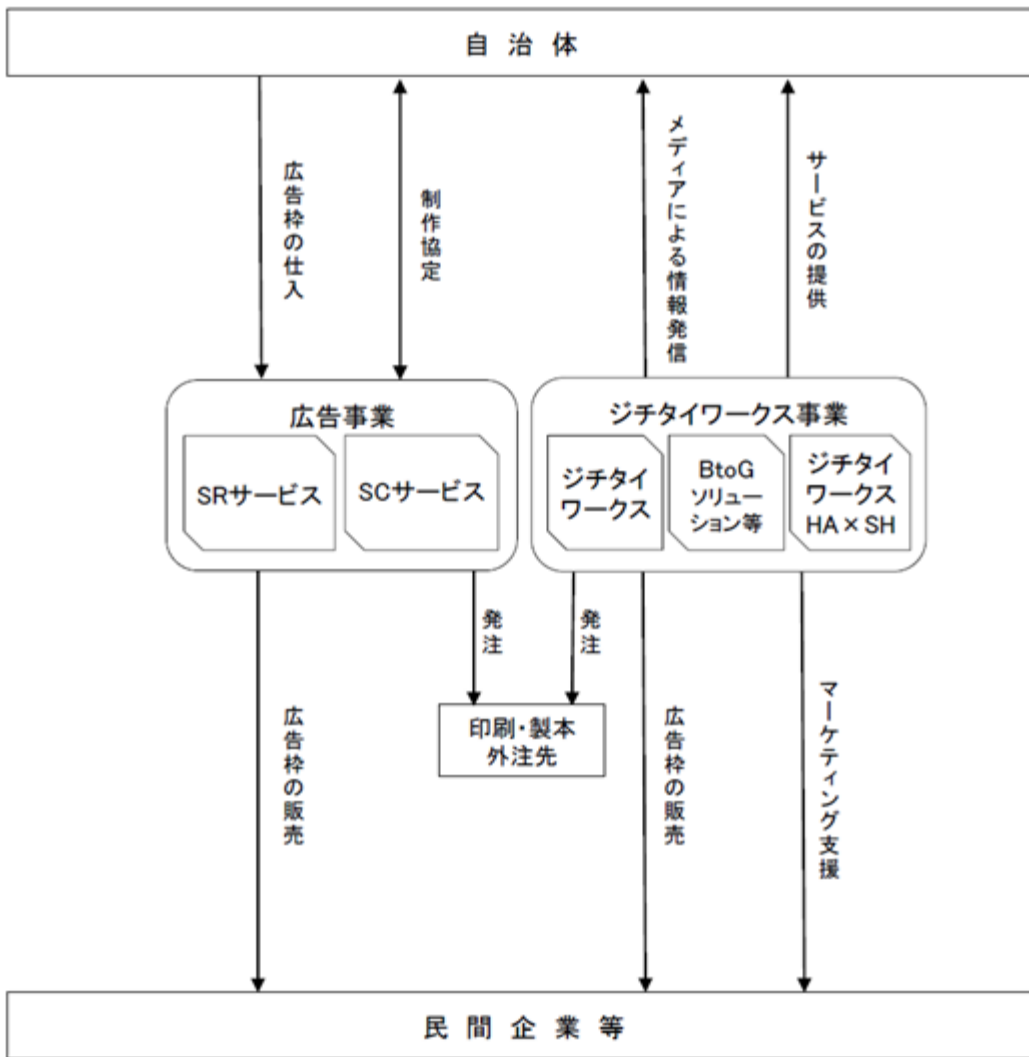 自治体
広告枠の仕入
制作協定
メディアによる情報発信
サービスの提供
広告事業
SRサービス
SCサービス
ジチタイワークス事業
ジチタイ
ワークス
BtoG
ソリュー
ション等
ジチタイ
ワークス
HA×SH
発注
発注
印刷・製本
外注先
広告枠の販売
広告枠の販売
マーケティング支援
民間企業等